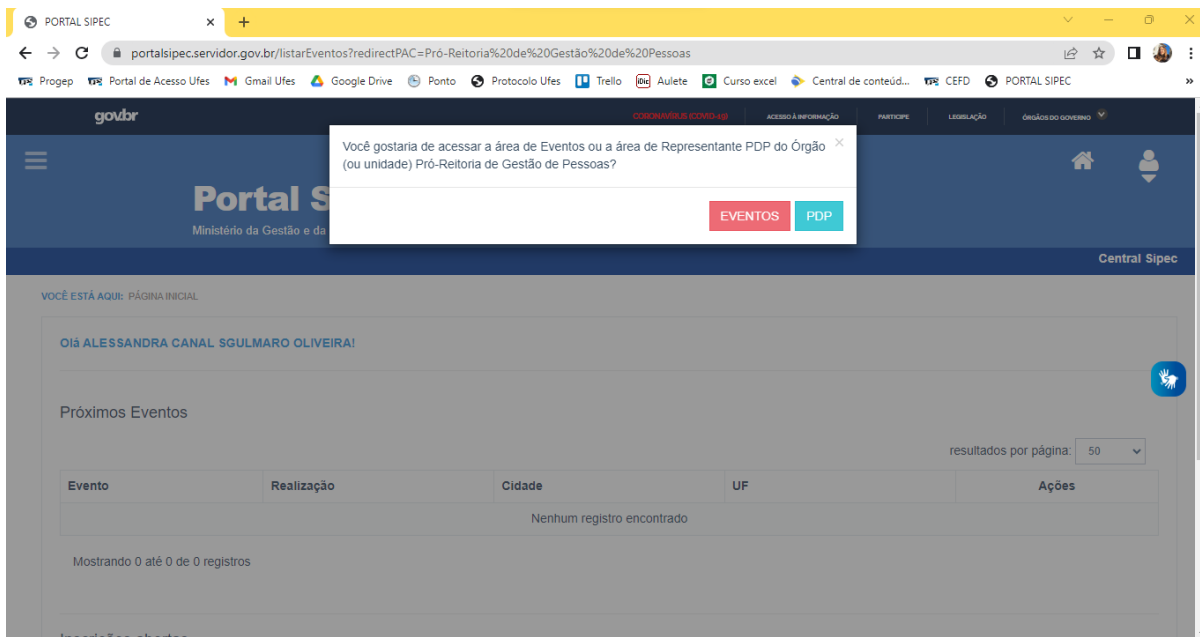 PORTAL SIPEC
portalsipec.servidor.gov.br/listarEventos?redirectPAC=Pró-Reitoria%20de%20Gestão%20de%20Pessoas
Progep Portal de Acesso Ufes Gmail Ufes Google Drive Ponto Protocolo Ufes Trello iDic Aulete Curso excel Central de conteúd... CEFD PORTAL SIPEC »
gov.br CORONAVÍRUS (COVID-19) ACESSO À INFORMAÇÃO PARTICIPE LEGISLAÇÃO ÓRGÃOS DO GOVERNO
Você gostaria de acessar a área de Eventos ou a área de Representante PDP do Órgão ×
(ou unidade) Pró-Reitoria de Gestão de Pessoas?
Portal S
EVENTOS PDP
Ministério da Gestão e da
Central Sipec
VOCÊ ESTÁ AQUI: PÁGINA INICIAL
Olá ALESSANDRA CANAL SGULMARO OLIVEIRA!
Próximos Eventos
resultados por página: 50
Evento Realização Cidade UF Ações
Nenhum registro encontrado
Mostrando 0 até 0 de 0 registros
Inscrições abertas